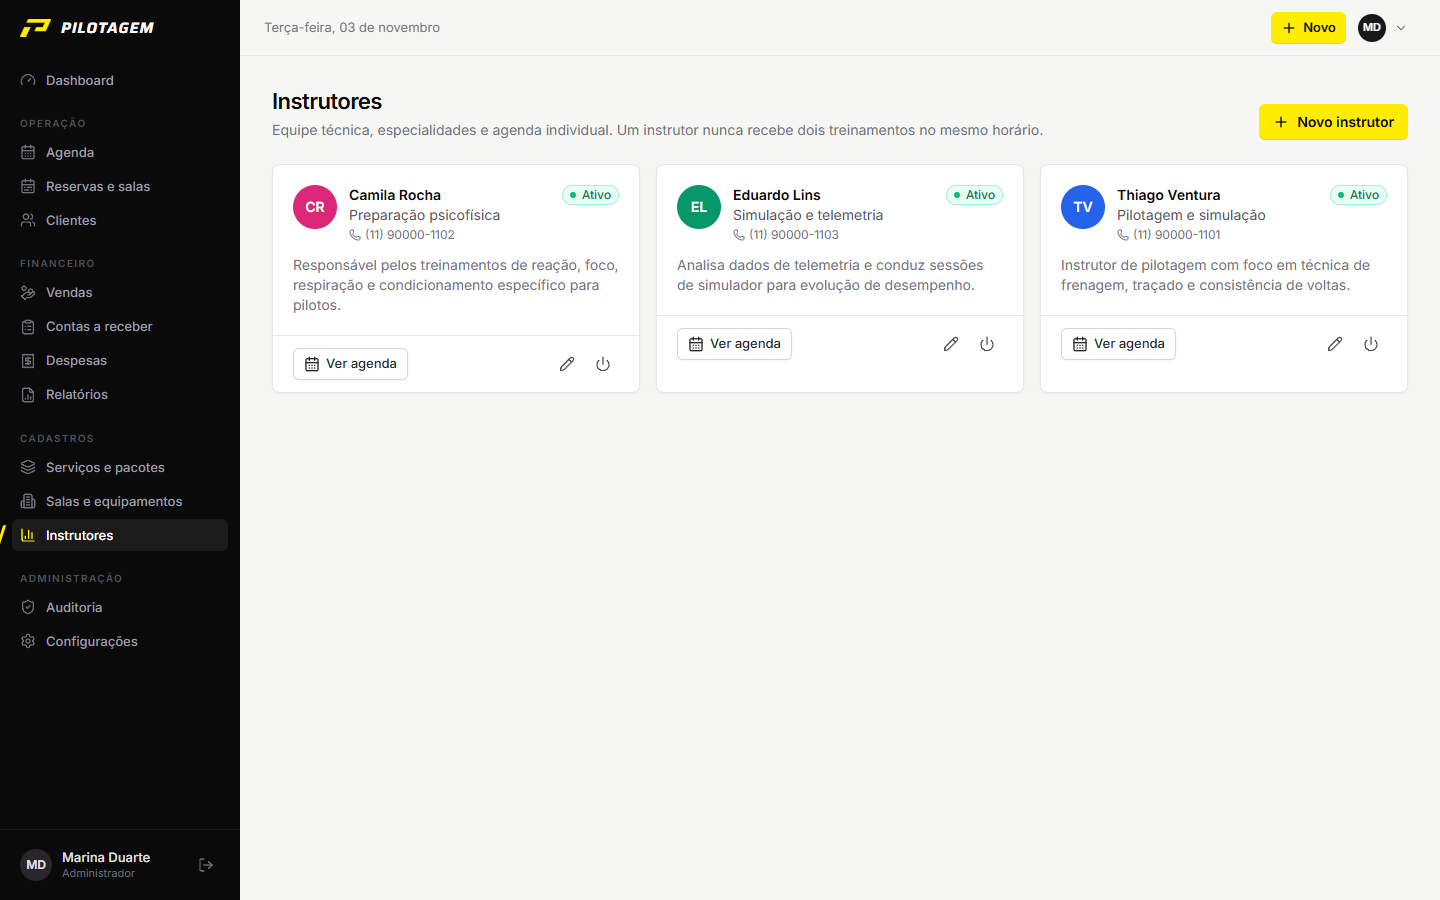 PILOTAGEM
Dashboard
OPERAÇÃO
Agenda
Reservas e salas
Clientes
FINANCEIRO
Vendas
Contas a receber
Despesas
Relatórios
CADASTROS
Serviços e pacotes
Salas e equipamentos
Instrutores
ADMINISTRAÇÃO
Auditoria
Configurações
MD
Marina Duarte
Administrador
Terça-feira, 03 de novembro
Novo
MD
Instrutores
Equipe técnica, especialidades e agenda individual. Um instrutor nunca recebe dois treinamentos no mesmo horário.
Novo instrutor
CR
Camila Rocha
Ativo
Preparação psicofísica
(11) 90000-1102
Responsável pelos treinamentos de reação, foco,
respiração e condicionamento específico para
pilotos.
Ver agenda
EL
Eduardo Lins
Ativo
Simulação e telemetria
(11) 90000-1103
Analisa dados de telemetria e conduz sessões
de simulador para evolução de desempenho.
Ver agenda
TV
Thiago Ventura
Ativo
Pilotagem e simulação
(11) 90000-1101
Instrutor de pilotagem com foco em técnica de
frenagem, traçado e consistência de voltas.
Ver agenda